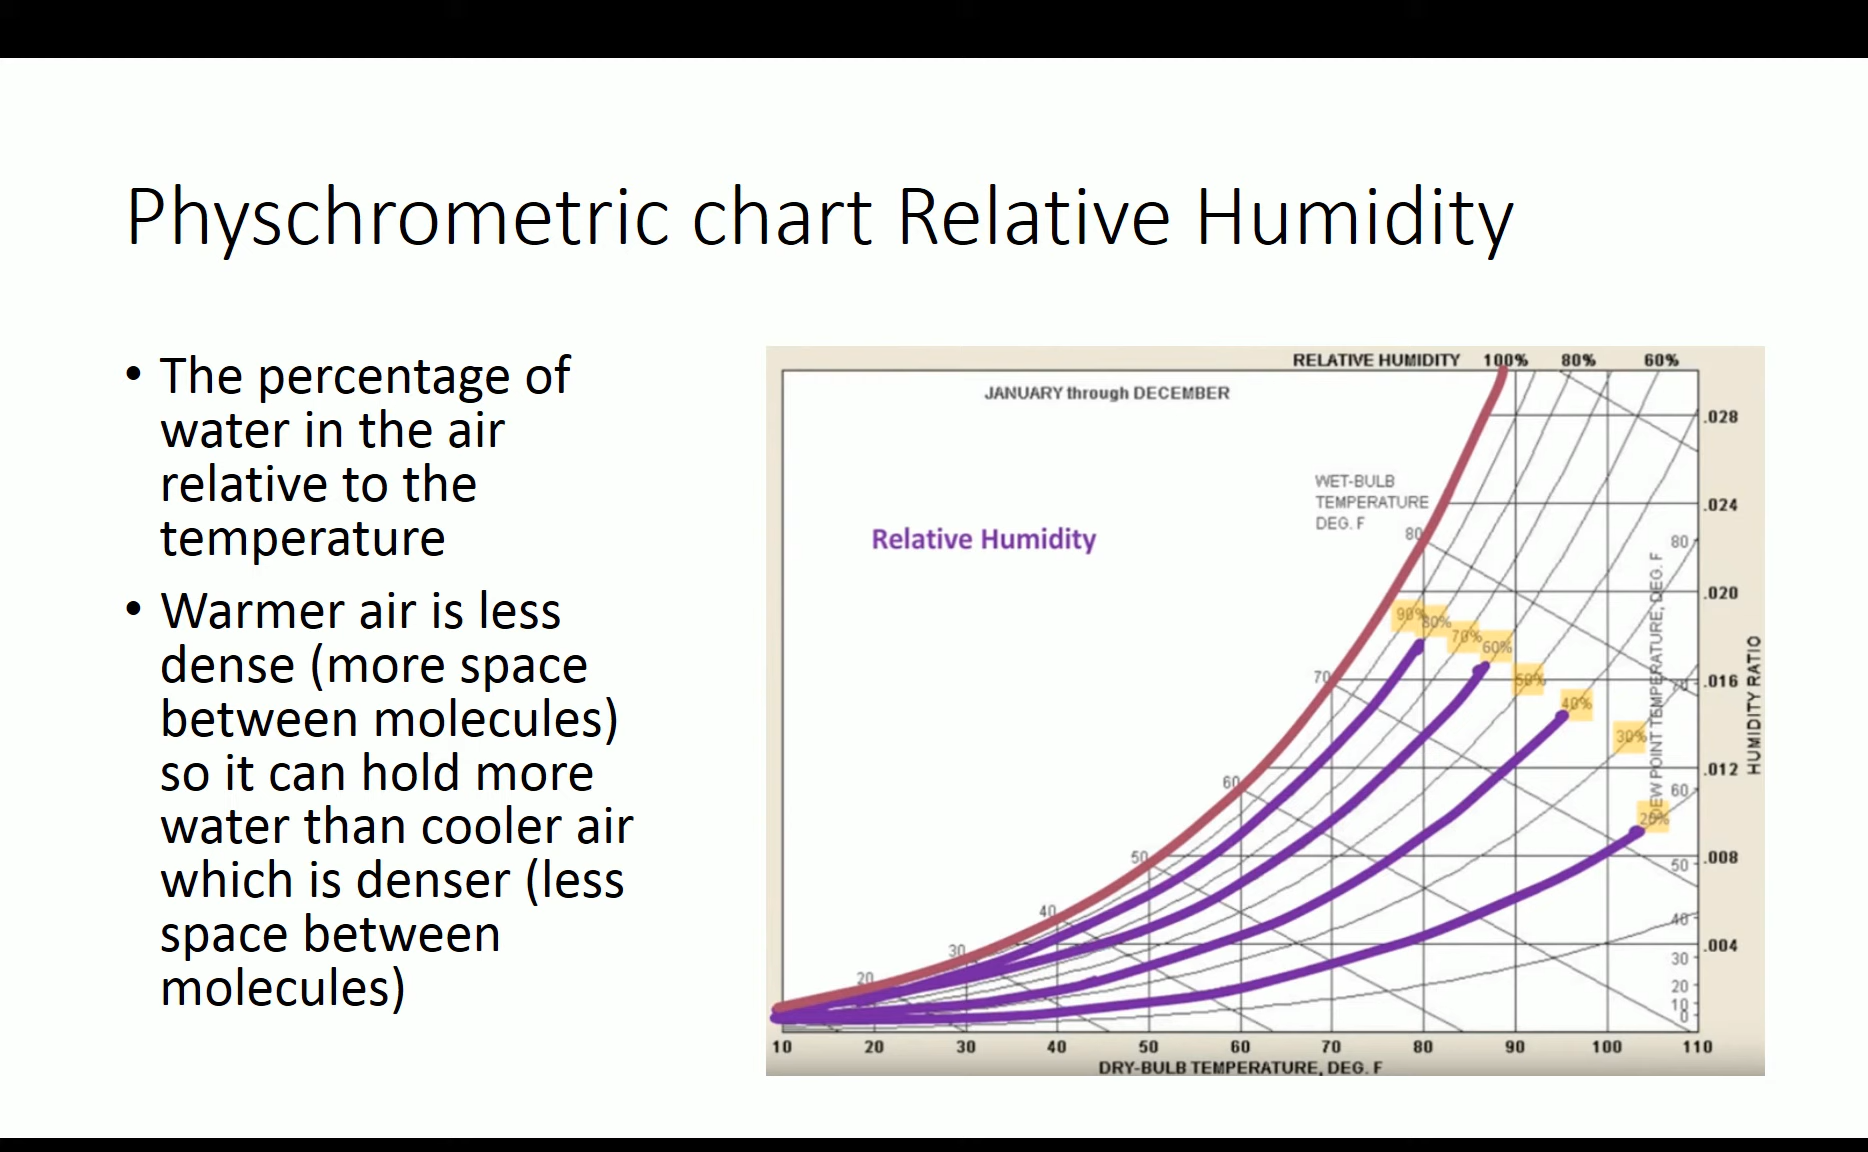 Physchrometric chart Relative Humidity
• The percentage of
water in the air
relative to the
temperature
• Warmer air is less
dense (more space
between molecules)
so it can hold more
water than cooler air
which is denser (less
space between
molecules)
RELATIVE HUMIDITY 100% 80% 60%
JANUARY through DECEMBER
WET-BULB
TEMPERATURE
DEG. F
Relative Humidity
80
70
60
50
40
30
20
90% 80% 70% 60% 50% 40% 30% 20%
DEW POINT TEMPERATURE, DEG. F
80
70
60
50
40
30
20
10
0
.028
.024
.020
.016
.012
.008
.004
HUMIDITY RATIO
10 20 30 40 50 60 70 80 90 100 110
DRY-BULB TEMPERATURE, DEG. F